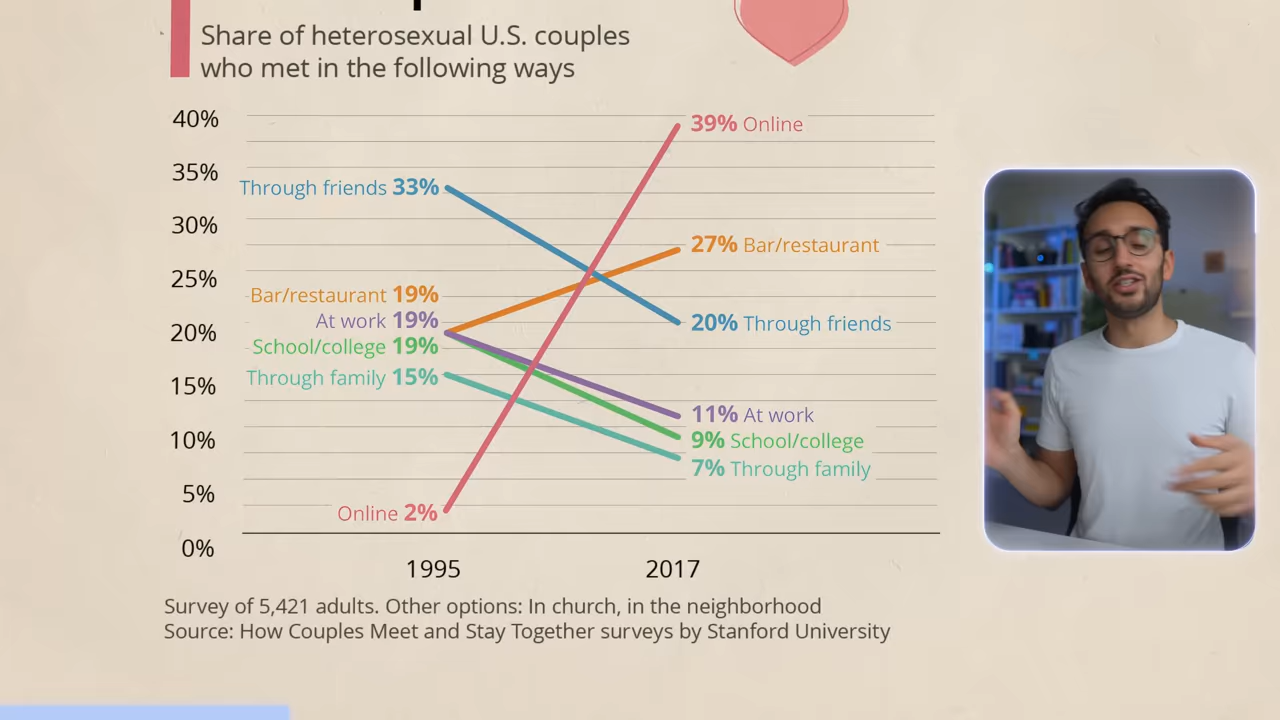 Share of heterosexual U.S. couples
who met in the following ways
40%
35%
30%
25%
20%
15%
10%
5%
0%
Through friends 33%
Bar/restaurant 19%
At work 19%
School/college 19%
Through family 15%
Online 2%
39% Online
27% Bar/restaurant
20% Through friends
11% At work
9% School/college
7% Through family
1995 2017
Survey of 5,421 adults. Other options: In church, in the neighborhood
Source: How Couples Meet and Stay Together surveys by Stanford University